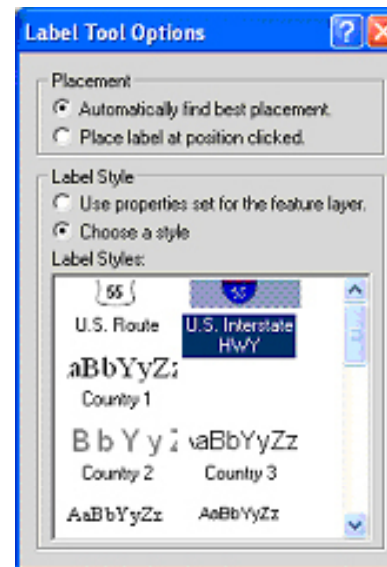 Label Tool Options
Placement
Automatically find best placement.
Place label at position clicked.
Label Style
Use properties set for the feature layer.
Choose a style
Label Styles:
55 55
U.S. Route U.S. Interstate
HWY
aBbYyZz
Country 1
BbYyZ aBbYyZz
Country 2 Country 3
AaBbYyZz AaBbYyZz